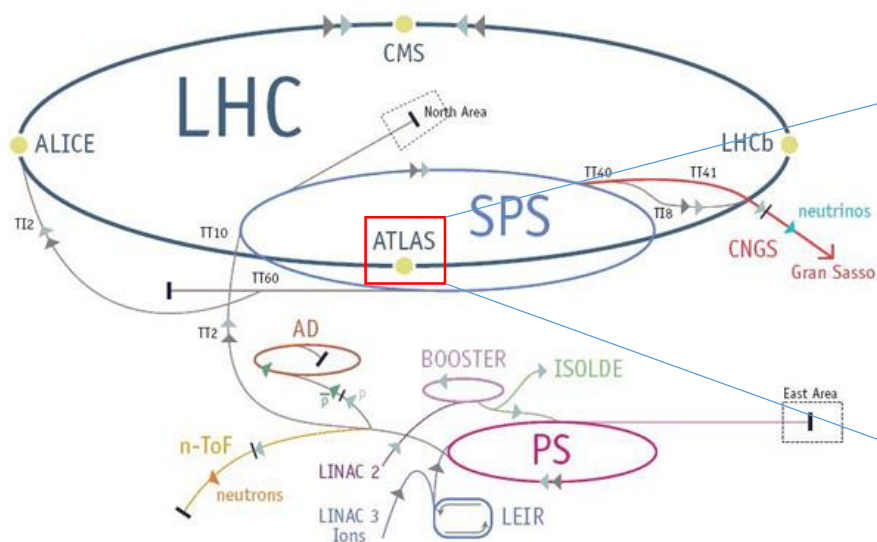 CMS
LHC
North Area
ALICE
LHCb
TT40
TT41
TI2
SPS
TI8
neutrinos
TT10
ATLAS
CNGS
Gran Sasso
TT60
TT2
AD
BOOSTER
ISOLDE
p
p
East Area
n-ToF
PS
LINAC 2
neutrons
LINAC 3
Ions
LEIR